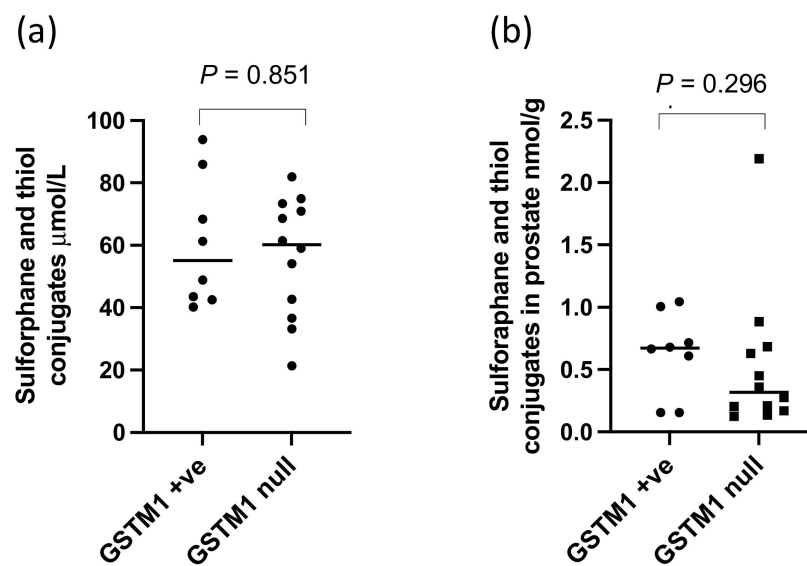 (a)
P = 0.851
Sulforphane and thiol
conjugates μmol/L
100
80
60
40
20
0
GSTM1 +ve
GSTM1 null
(b)
P = 0.296
Sulforaphane and thiol
conjugates in prostate nmol/g
2.5
2.0
1.5
1.0
0.5
0.0
GSTM1 +ve
GSTM1 null